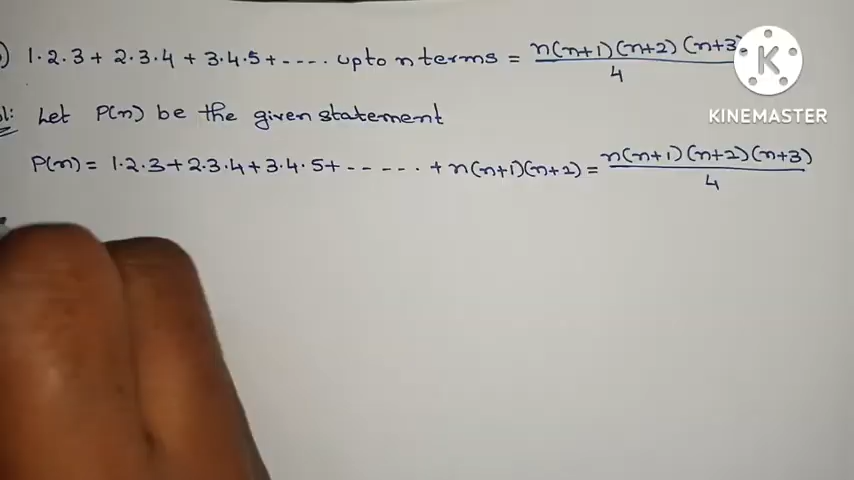 ) 1·2·3 + 2·3·4 + 3·4·5 + ---- upto n terms = n(n+1)(n+2)(n+3) / 4
Let P(n) be the given statement
P(n) = 1·2·3 + 2·3·4 + 3·4·5 + ------ + n(n+1)(n+2) = n(n+1)(n+2)(n+3) / 4
K
KINEMASTER